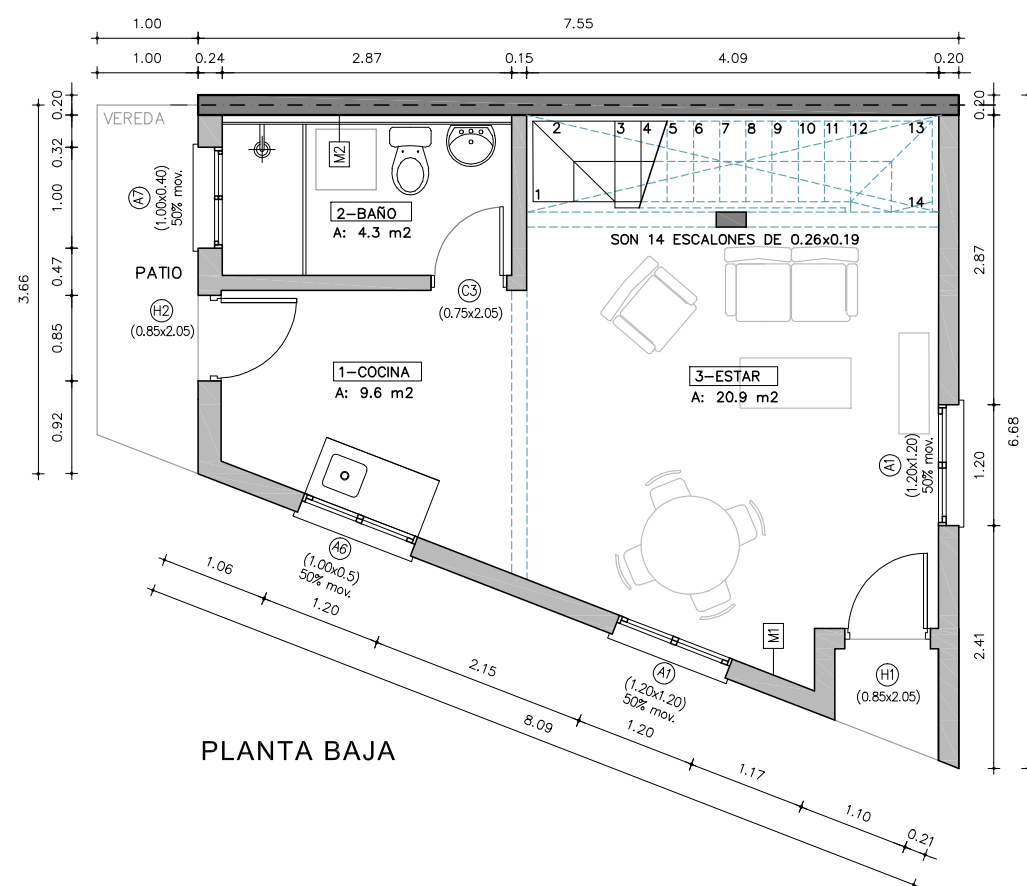 1.00
7.55
1.00
0.24
2.87
0.15
4.09
0.20
0.20
0.32
1.00
0.47
0.85
0.92
3.66
VEREDA
A7
(1.00x0.40)
50% mov.
M2
2-BAÑO
A: 4.3 m2
PATIO
H2
(0.85x2.05)
C3
(0.75x2.05)
1
2
3
4
5
6
7
8
9
10
11
12
13
14
SON 14 ESCALONES DE 0.26x0.19
1-COCINA
A: 9.6 m2
3-ESTAR
A: 20.9 m2
A1
(1.20x1.20)
50% mov.
0.20
2.87
1.20
2.41
6.68
A6
(1.00x0.5)
50% mov.
A1
(1.20x1.20)
50% mov.
M1
H1
(0.85x2.05)
1.06
1.20
2.15
1.20
1.17
1.10
0.21
8.09
PLANTA BAJA